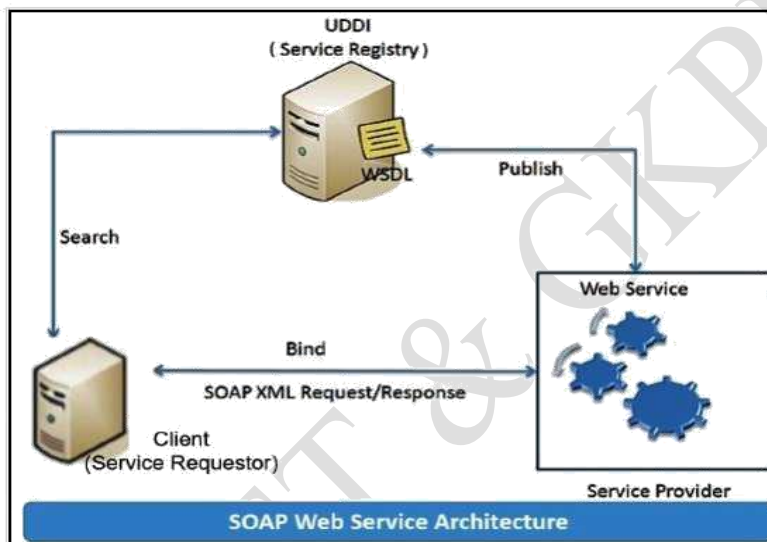 UDDI
( Service Registry )
WSDL
Publish
Search
Web Service
Bind
SOAP XML Request/Response
Client
(Service Requestor)
Service Provider
SOAP Web Service Architecture
& GKP